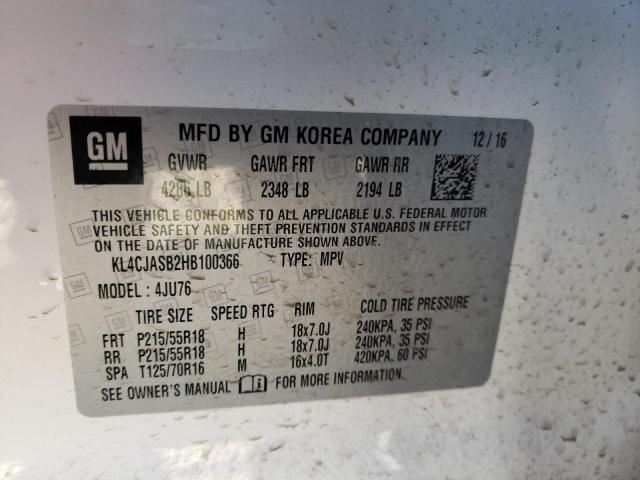 GM MFD BY GM KOREA COMPANY 12/16
GVWR GAWR FRT GAWR RR
4286 LB 2348 LB 2194 LB
THIS VEHICLE CONFORMS TO ALL APPLICABLE U.S. FEDERAL MOTOR
VEHICLE SAFETY AND THEFT PREVENTION STANDARDS IN EFFECT
ON THE DATE OF MANUFACTURE SHOWN ABOVE.
KL4CJASB2HB100366 TYPE: MPV
MODEL: 4JU76
TIRE SIZE SPEED RTG RIM COLD TIRE PRESSURE
FRT P215/55R18 H 18x7.0J 240KPA, 35 PSI
RR P215/55R18 H 18x7.0J 240KPA, 35 PSI
SPA T125/70R16 M 16x4.0T 420KPA, 60 PSI
SEE OWNER'S MANUAL FOR MORE INFORMATION